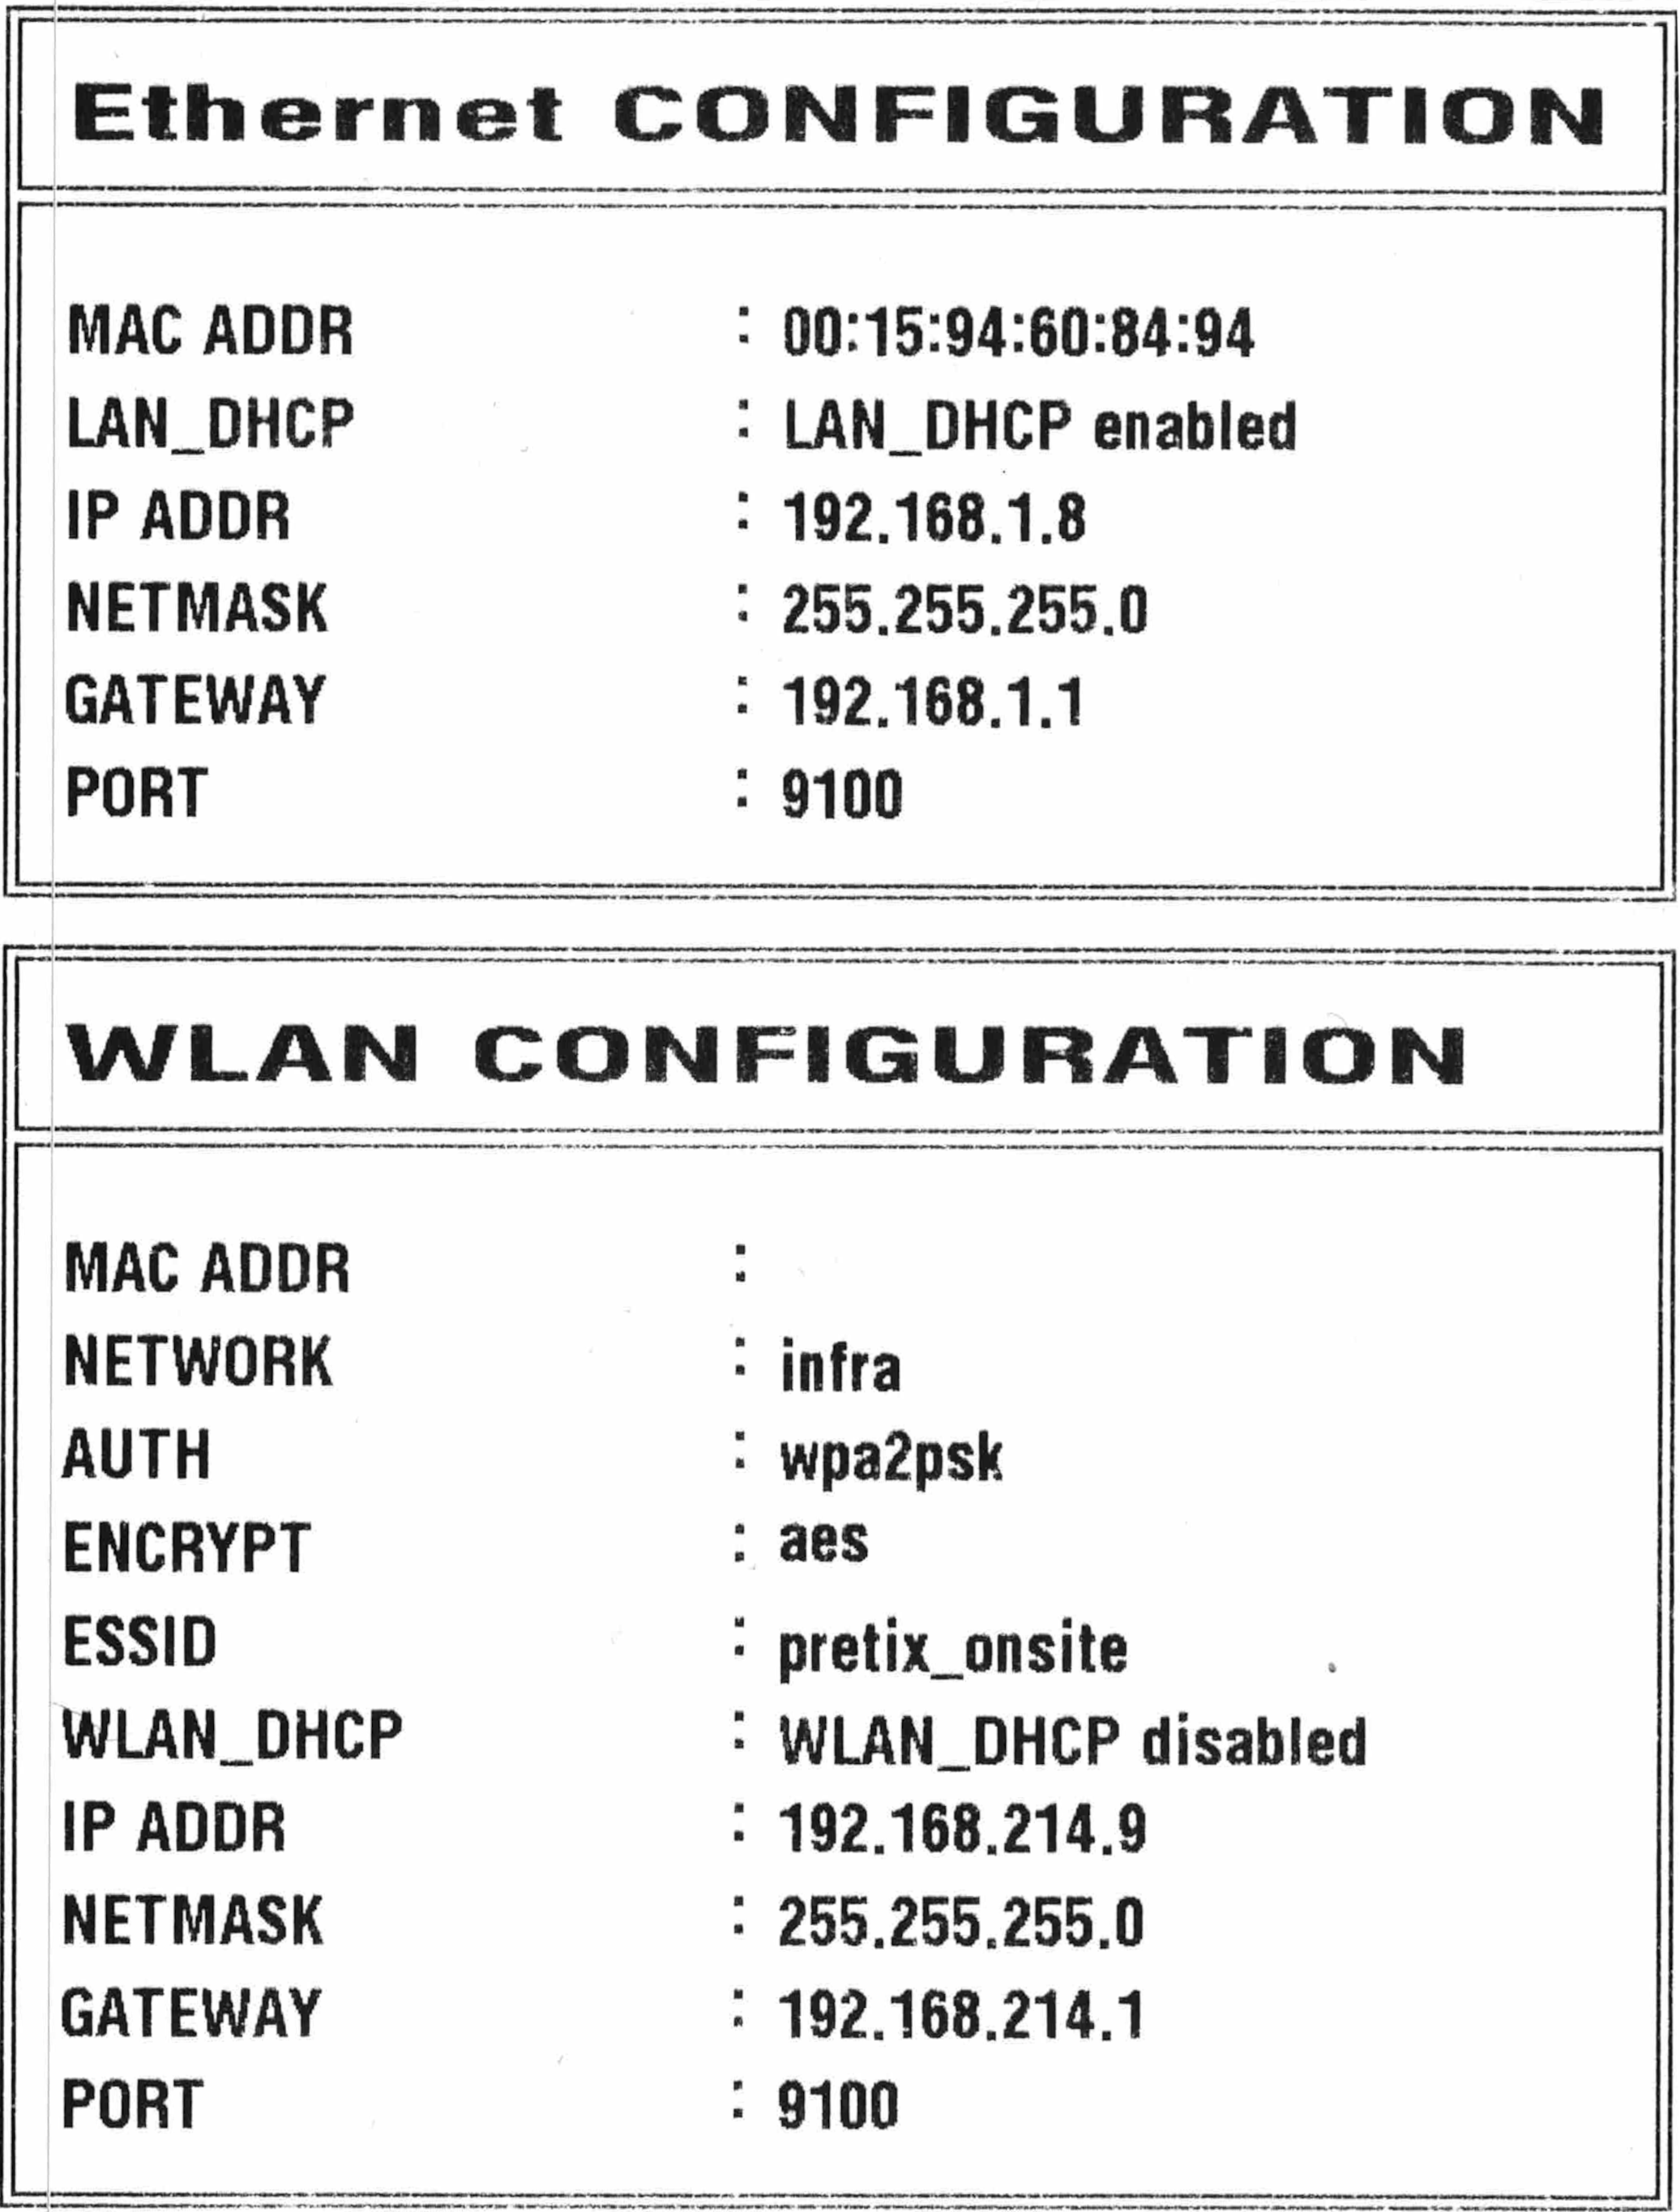 Ethernet CONFIGURATION
MAC ADDR : 00:15:94:60:84:94
LAN_DHCP : LAN_DHCP enabled
IP ADDR : 192.168.1.8
NETMASK : 255.255.255.0
GATEWAY : 192.168.1.1
PORT : 9100
WLAN CONFIGURATION
MAC ADDR :
NETWORK : infra
AUTH : wpa2psk
ENCRYPT : aes
ESSID : pretix_onsite
WLAN_DHCP : WLAN_DHCP disabled
IP ADDR : 192.168.214.9
NETMASK : 255.255.255.0
GATEWAY : 192.168.214.1
PORT : 9100